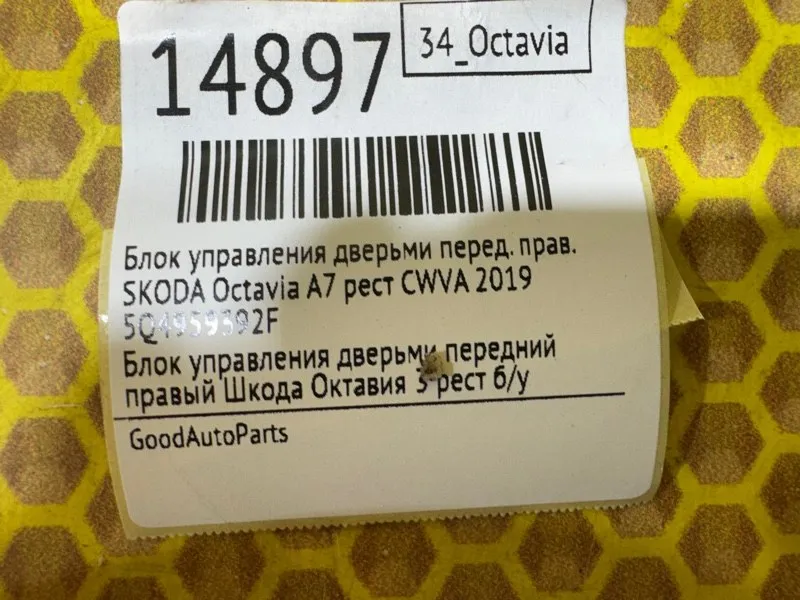 14897
34_Octavia
Блок управления дверьми перед. прав.
SKODA Octavia A7 рест CWVA 2019
5Q4959392F
Блок управления дверьми передний
правый Шкода Октавия 3 рест б/у
GoodAutoParts